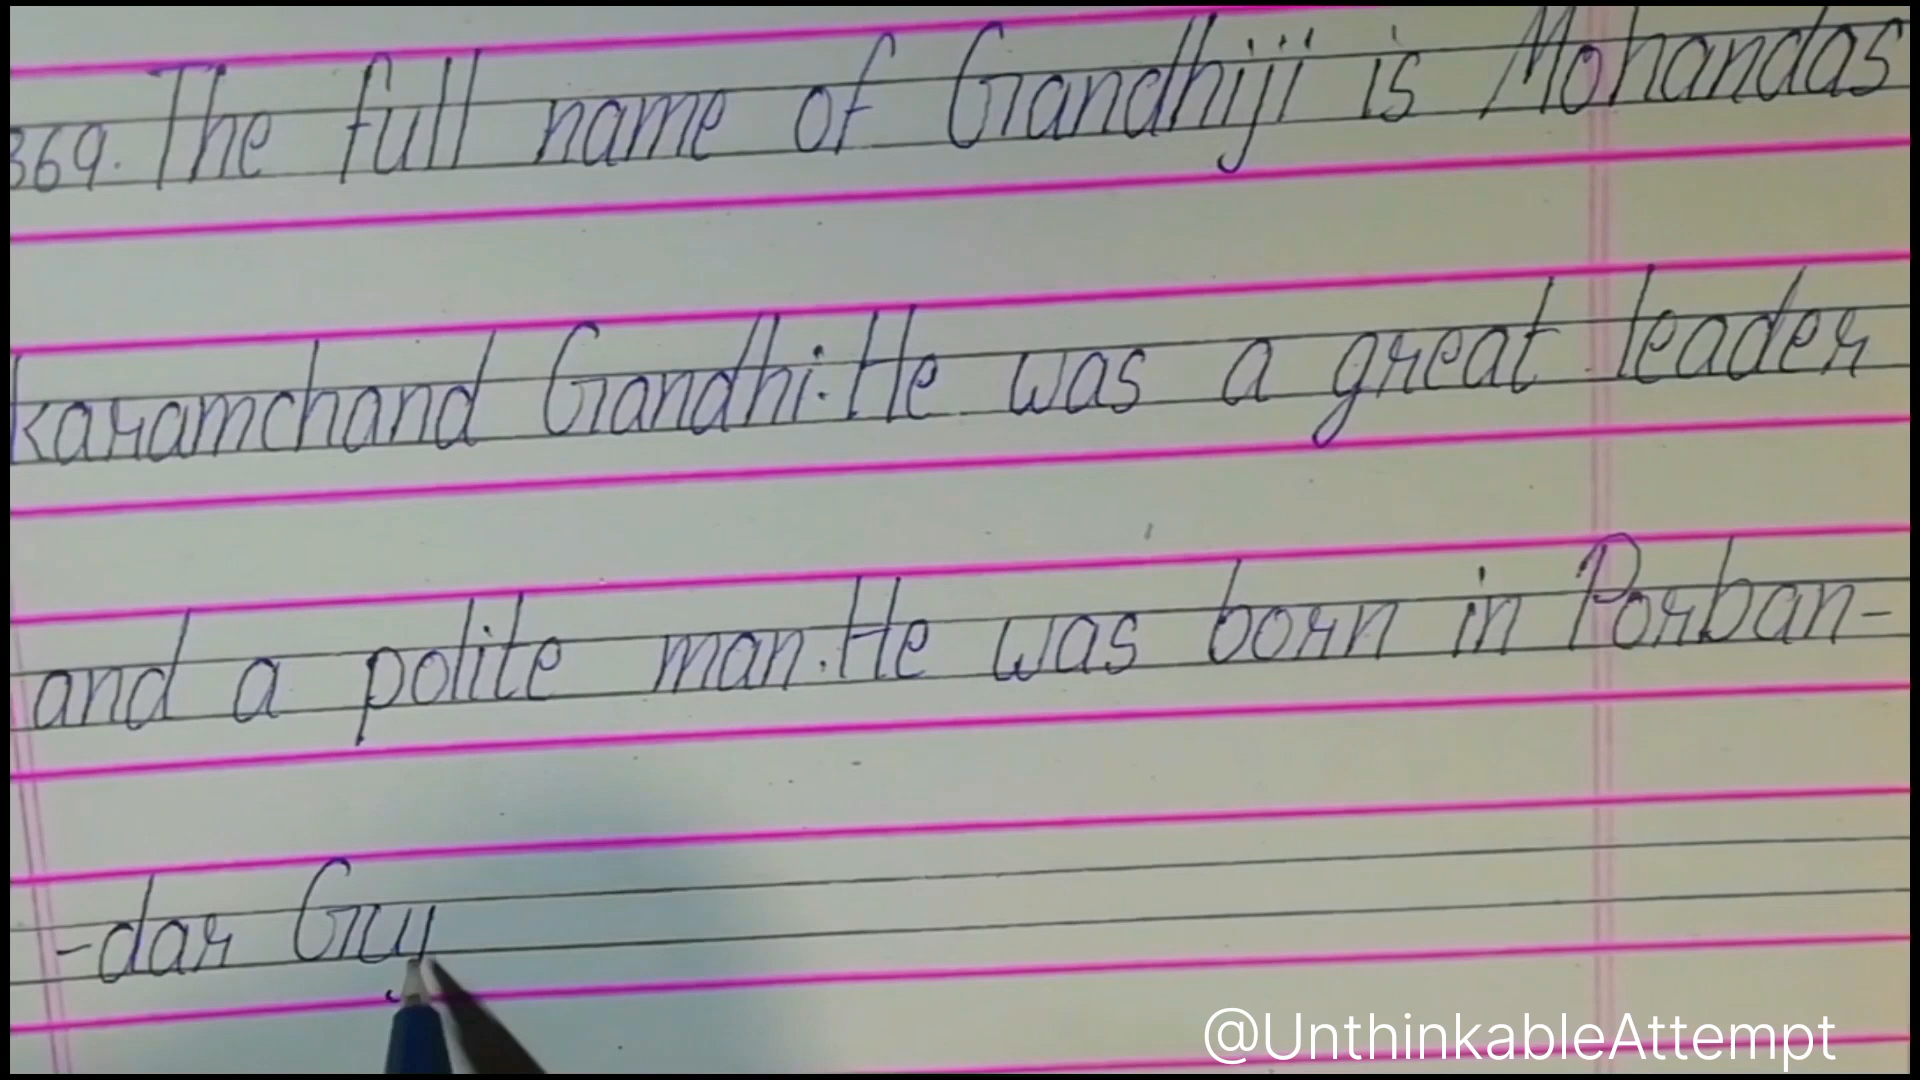 369. The full name of Gandhiji is Mohandas
karamchand Gandhi. He was a great leader
and a polite man. He was born in Porban-
-dar Guj
@UnthinkableAttempt